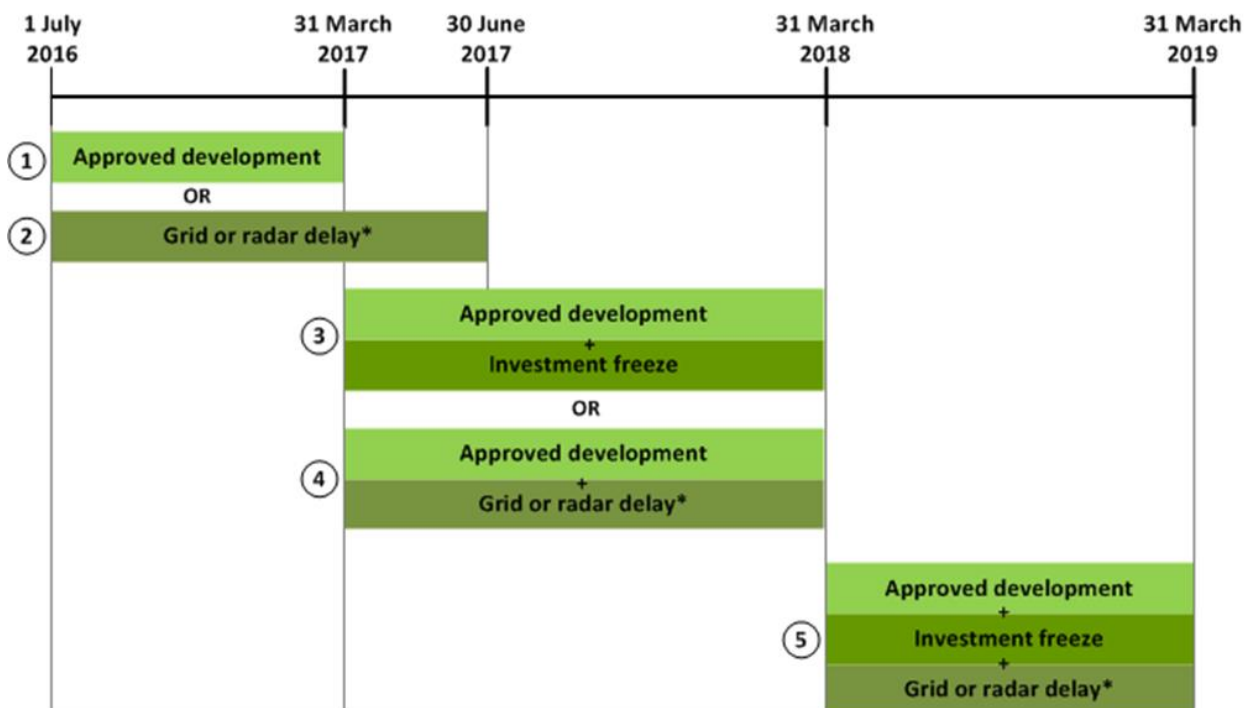 1 July 2016
31 March 2017
30 June 2017
31 March 2018
31 March 2019
1
Approved development
OR
2
Grid or radar delay*
3
Approved development
+
Investment freeze
OR
4
Approved development
+
Grid or radar delay*
5
Approved development
+
Investment freeze
+
Grid or radar delay*